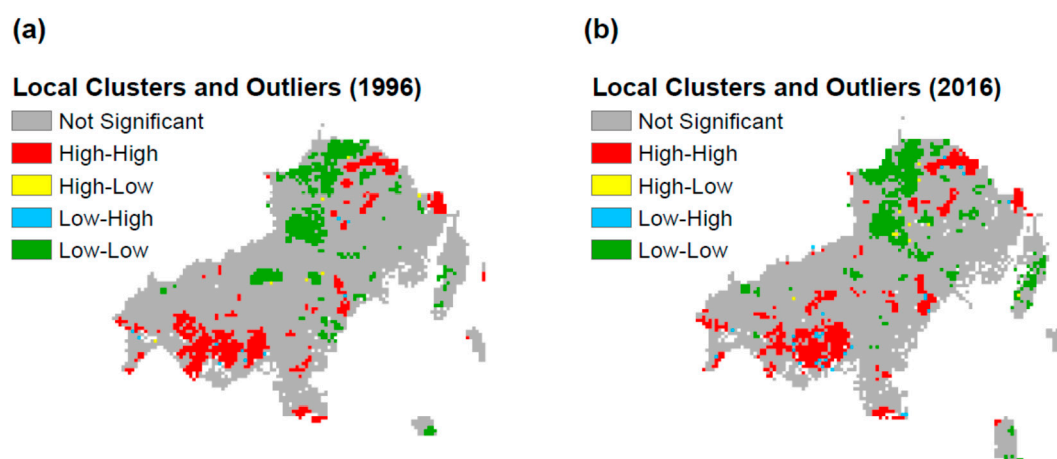 (a)
Local Clusters and Outliers (1996)
Not Significant
High-High
High-Low
Low-High
Low-Low
(b)
Local Clusters and Outliers (2016)
Not Significant
High-High
High-Low
Low-High
Low-Low